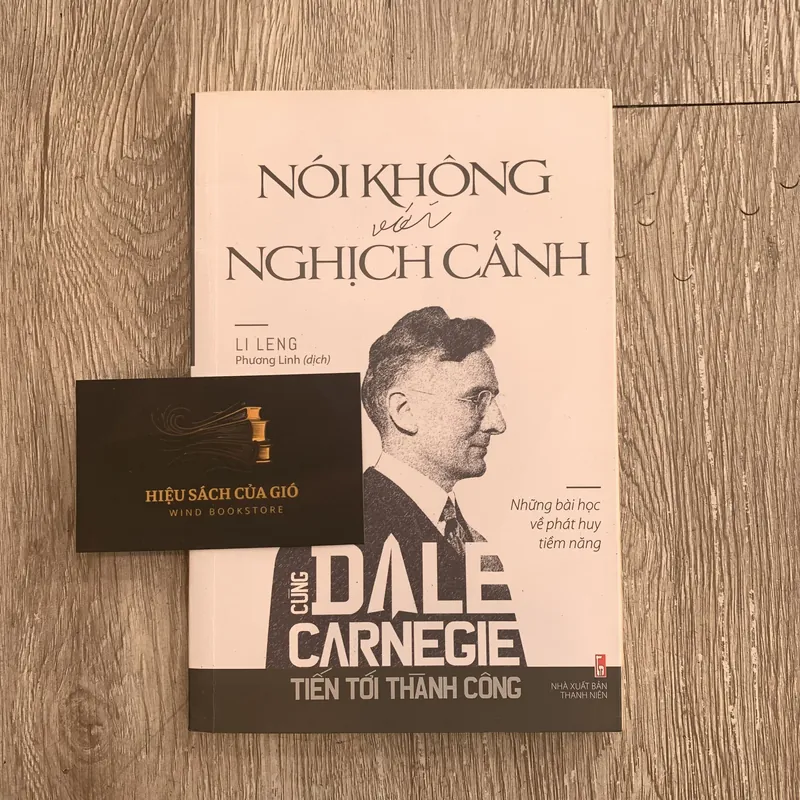 NÓI KHÔNG
với
NGHỊCH CẢNH
LI LENG
Phương Linh (dịch)
HIỆU SÁCH CỦA GIÓ
WIND BOOKSTORE
Những bài học
về phát huy
tiềm năng
CÙNG
DALE
CARNEGIE
TIẾN TỚI THÀNH CÔNG
NHÀ XUẤT BẢN
THANH NIÊN